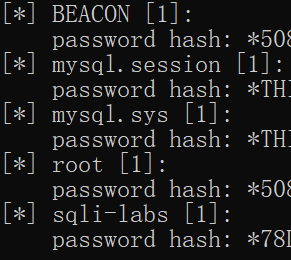 [*] BEACON [1]:
password hash: *508
[*] mysql.session [1]:
password hash: *THI
[*] mysql.sys [1]:
password hash: *THI
[*] root [1]:
password hash: *508
[*] sqli-labs [1]:
password hash: *78D